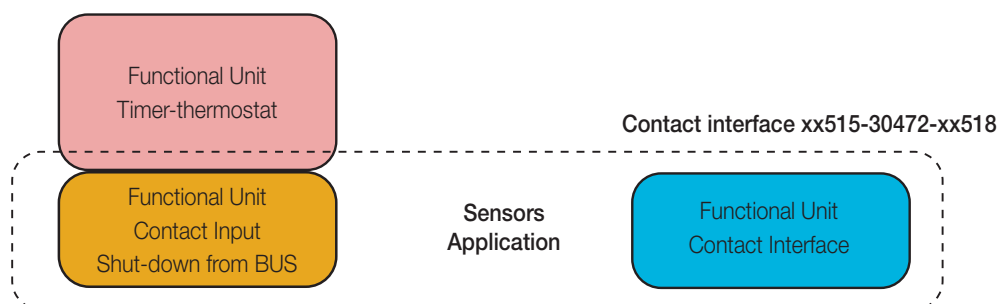 Functional Unit
Timer-thermostat
Contact interface xx515-30472-xx518
Functional Unit
Contact Input
Shut-down from BUS
Sensors
Application
Functional Unit
Contact Interface